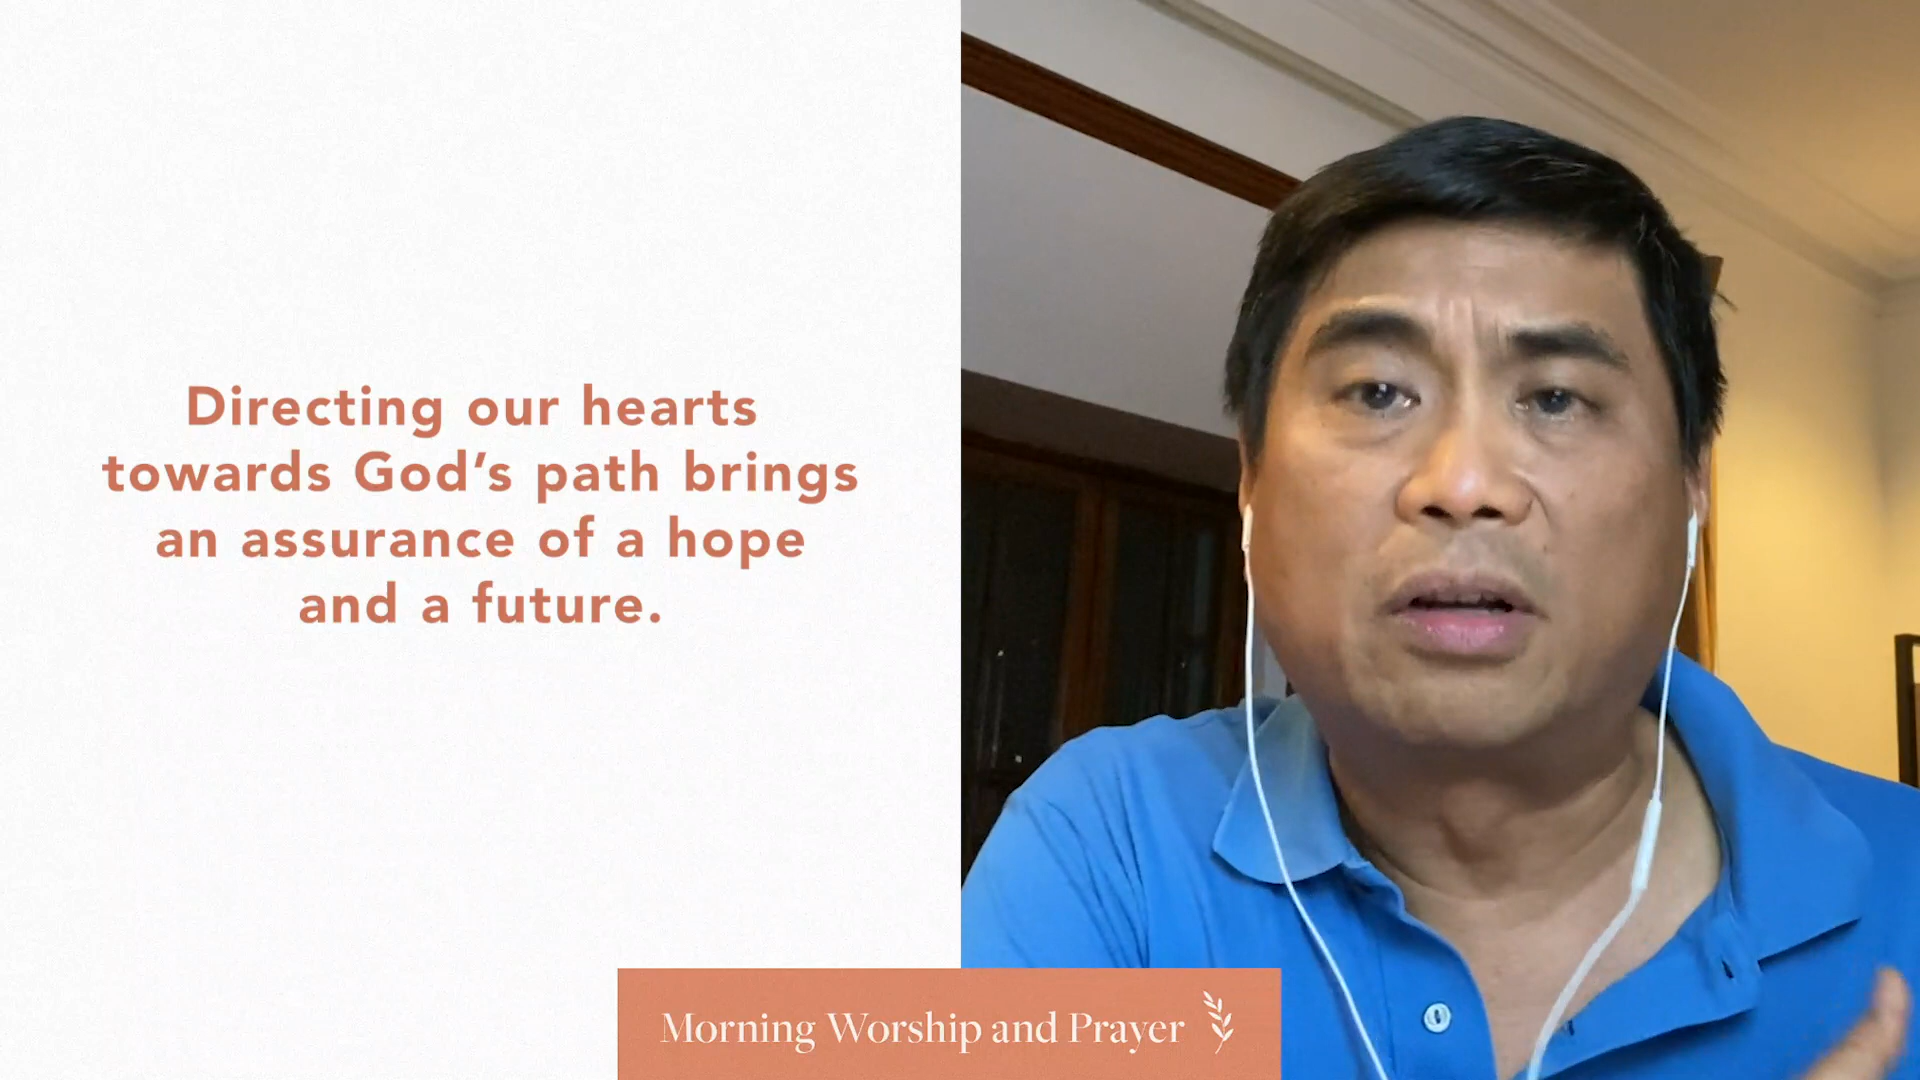 Directing our hearts
towards God’s path brings
an assurance of a hope
and a future.
Morning Worship and Prayer